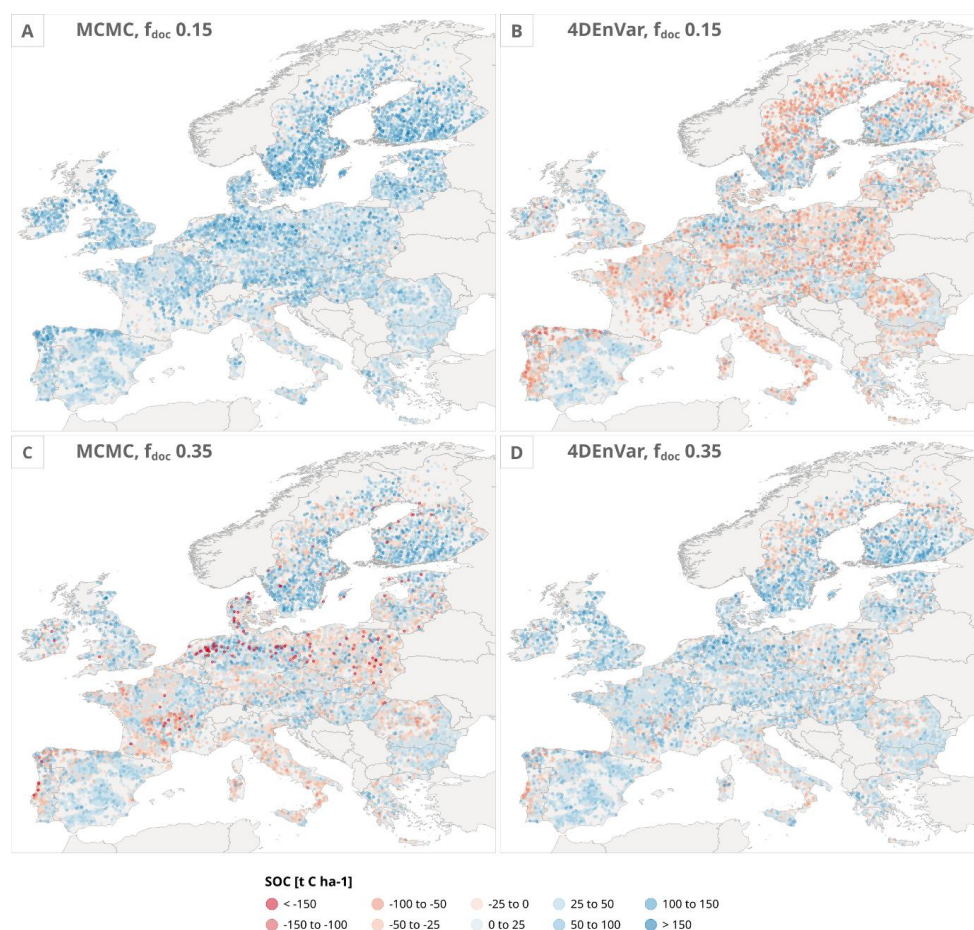 A MCMC, fdoc 0.15
B 4DEnVar, fdoc 0.15
C MCMC, fdoc 0.35
D 4DEnVar, fdoc 0.35
SOC [t C ha-1]
< -150 -100 to -50 -25 to 0 25 to 50 100 to 150
-150 to -100 -50 to -25 0 to 25 50 to 100 > 150